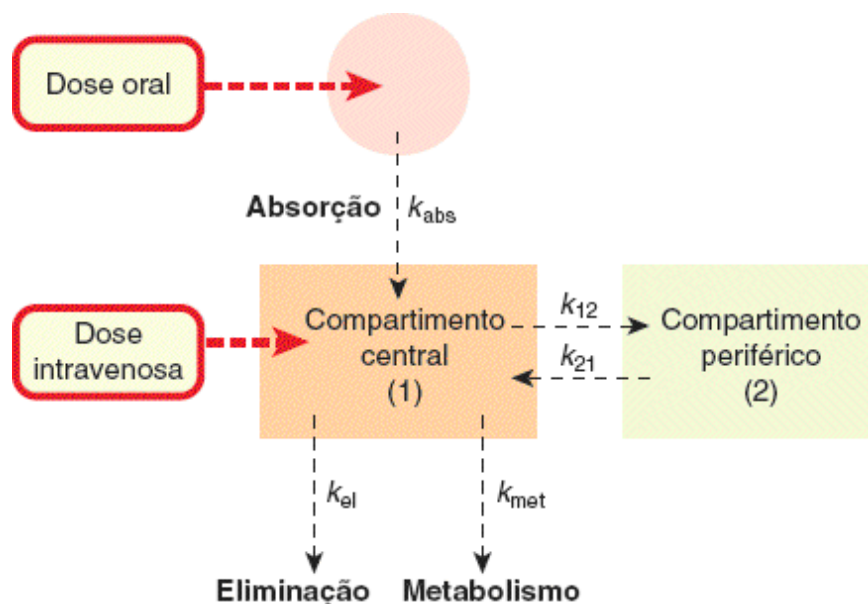 Dose oral
Absorção k_abs
Dose
intravenosa
Compartimento
central
(1)
k_12
k_21
Compartimento
periférico
(2)
k_el
k_met
Eliminação
Metabolismo